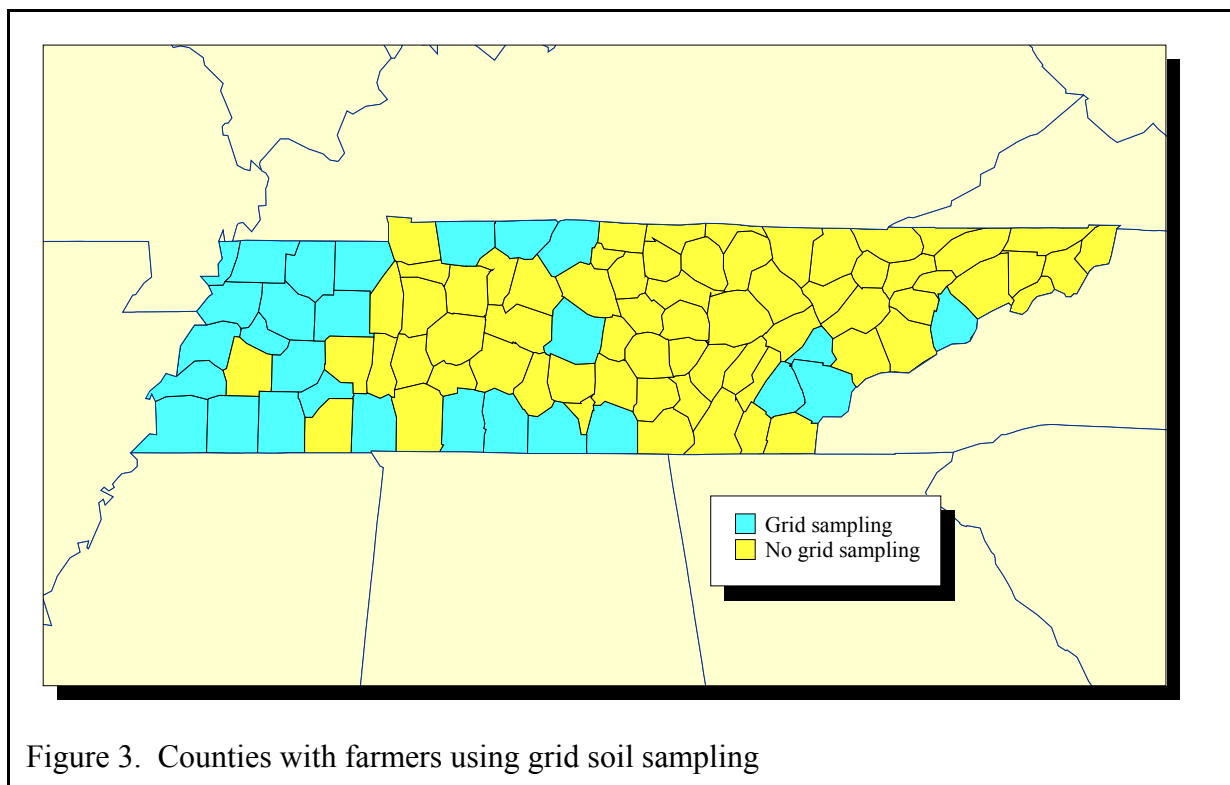 Grid sampling
No grid sampling
Figure 3. Counties with farmers using grid soil sampling